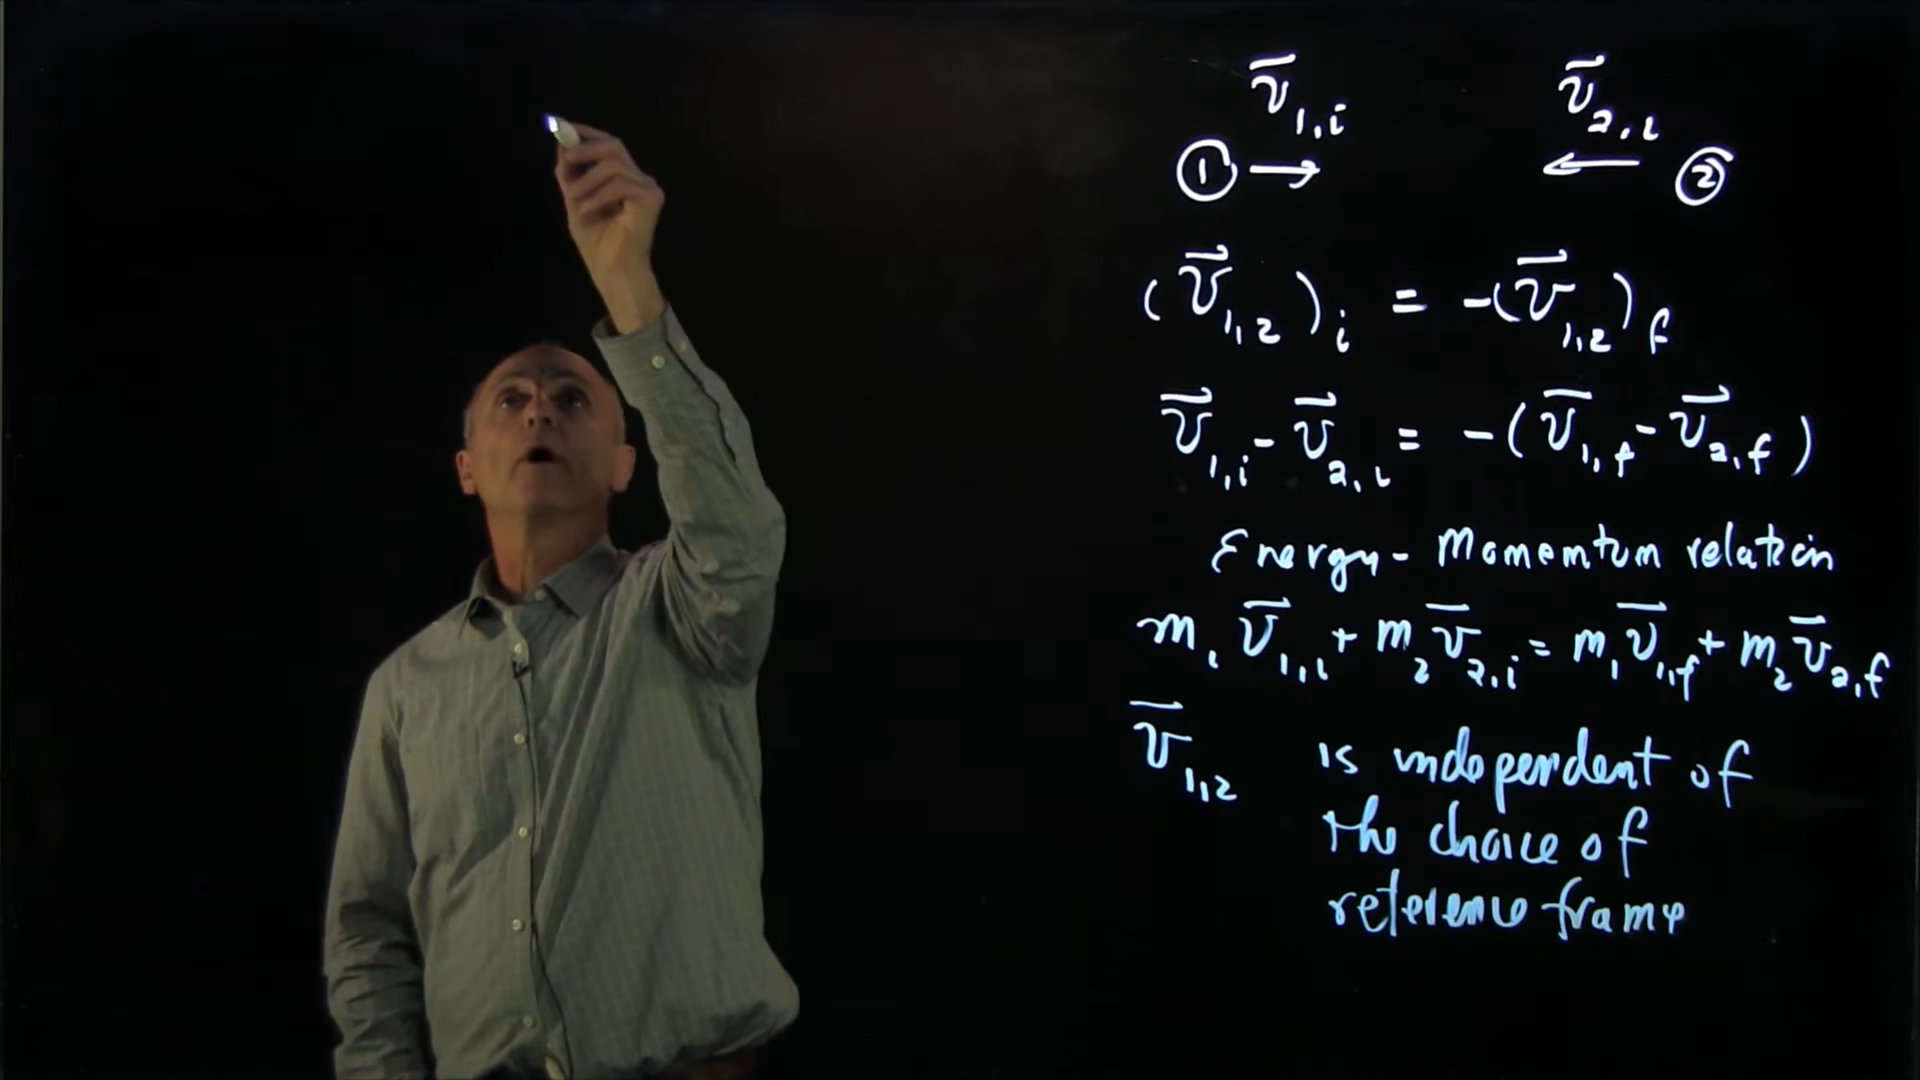 v̄1,i v̄2,i
1 → ← 2
(v⃗1,2)i = -(v⃗1,2)f
v⃗1,i - v⃗2,i = -(v⃗1,f - v⃗2,f)
Energy-Momentum relation
m1 v⃗1,i + m2 v⃗2,i = m1 v⃗1,f + m2 v⃗2,f
v⃗1,2 is independent of
the choice of
reference frame